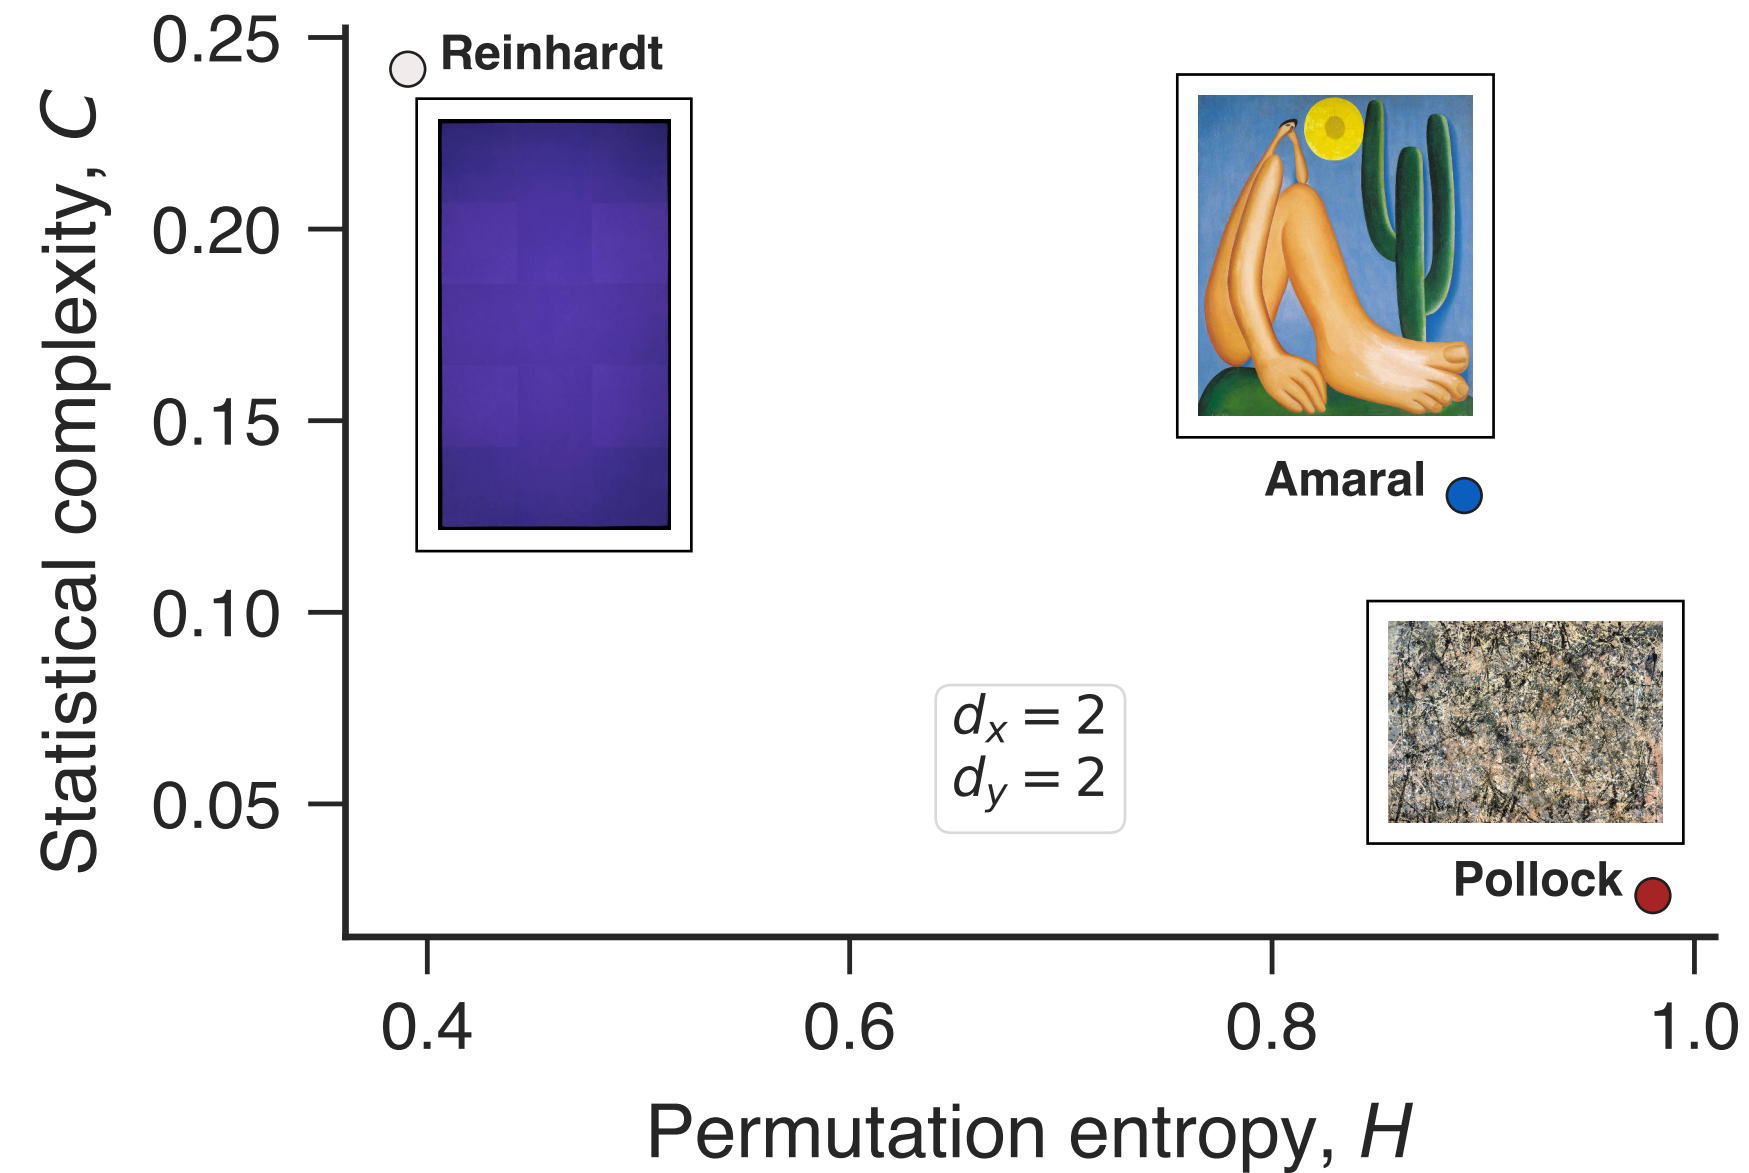 Statistical complexity, C
0.25
0.20
0.15
0.10
0.05
Reinhardt
Amaral
Pollock
dₓ = 2
d_y = 2
0.4
0.6
0.8
1.0
Permutation entropy, H